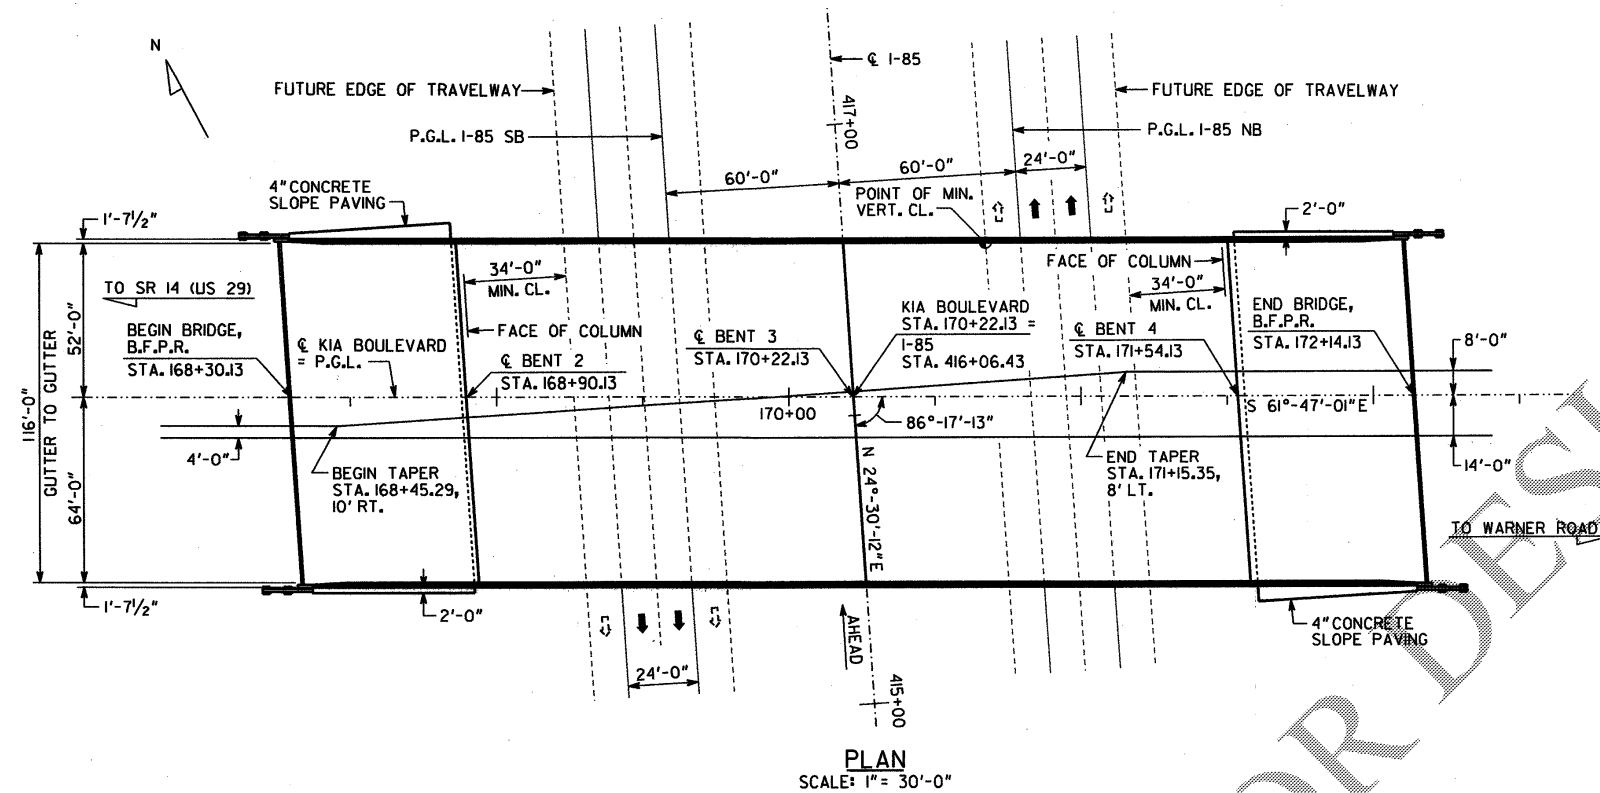 N
FUTURE EDGE OF TRAVELWAY
P.G.L. I-85 SB
℄ I-85
417+00
FUTURE EDGE OF TRAVELWAY
P.G.L. I-85 NB
60'-0"
60'-0"
24'-0"
4" CONCRETE
SLOPE PAVING
POINT OF MIN.
VERT. CL.
1'-7½"
2'-0"
34'-0"
MIN. CL.
FACE OF COLUMN
34'-0"
MIN. CL.
TO SR 14 (US 29)
BEGIN BRIDGE,
B.F.P.R.
STA. 168+30.13
℄ KIA BOULEVARD
= P.G.L.
FACE OF COLUMN
℄ BENT 2
STA. 168+90.13
℄ BENT 3
STA. 170+22.13
KIA BOULEVARD
STA. 170+22.13 =
I-85
STA. 416+06.43
℄ BENT 4
STA. 171+54.13
END BRIDGE,
B.F.P.R.
STA. 172+14.13
8'-0"
116'-0"
GUTTER TO GUTTER
52'-0"
64'-0"
170+00
86°-17'-13"
S 61°-47'-01"E
4'-0"
BEGIN TAPER
STA. 168+45.29,
10' RT.
N 24°-30'-12"E
END TAPER
STA. 171+15.35,
8' LT.
14'-0"
TO WARNER ROAD
1'-7½"
2'-0"
24'-0"
AHEAD
415+00
4" CONCRETE
SLOPE PAVING
OR DESI
PLAN
SCALE: 1" = 30'-0"